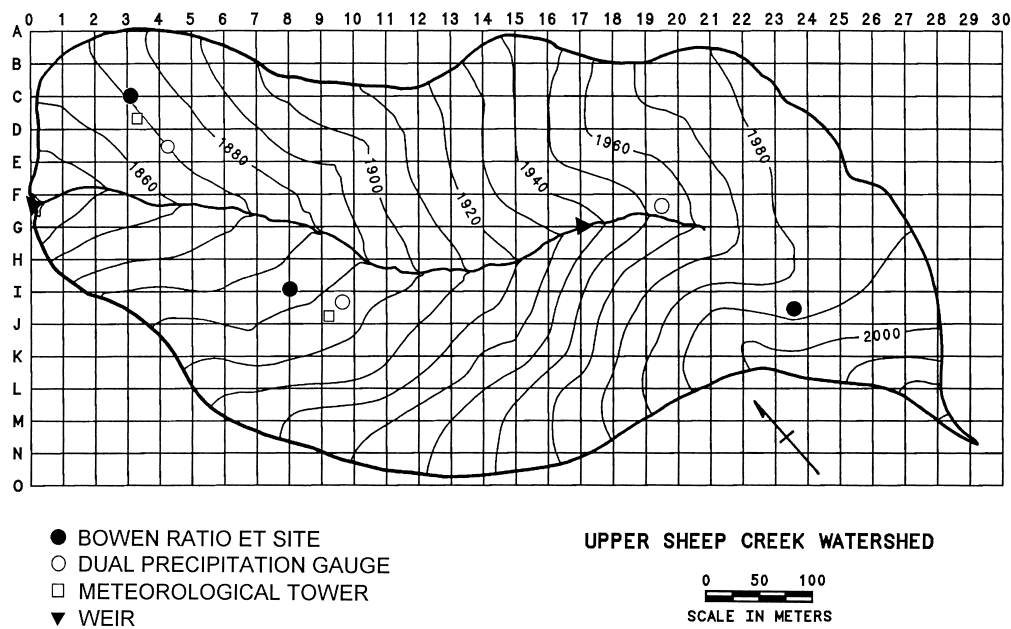 0 1 2 3 4 5 6 7 8 9 10 11 12 13 14 15 16 17 18 19 20 21 22 23 24 25 26 27 28 29 30
A
B
C
D
E
F
G
H
I
J
K
L
M
N
O
1860
1880
1900
1920
1940
1960
1980
2000
BOWEN RATIO ET SITE
DUAL PRECIPITATION GAUGE
METEOROLOGICAL TOWER
WEIR
UPPER SHEEP CREEK WATERSHED
0 50 100
SCALE IN METERS